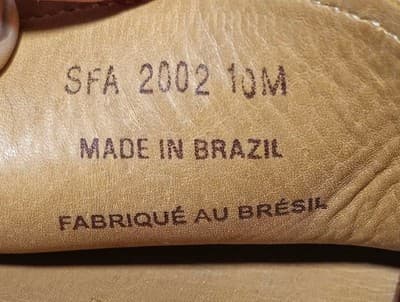 SFA 2002 10M
MADE IN BRAZIL
FABRIQUÉ AU BRÉSIL